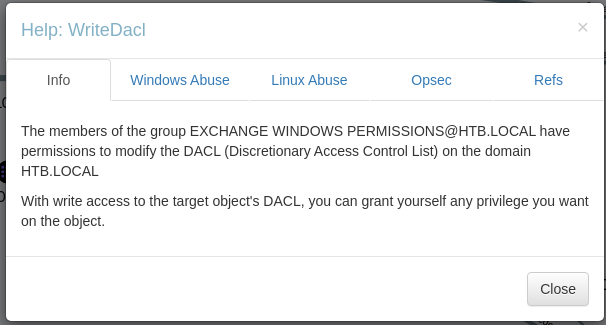 Help: WriteDacl
×
Info Windows Abuse Linux Abuse Opsec Refs
The members of the group EXCHANGE WINDOWS PERMISSIONS@HTB.LOCAL have
permissions to modify the DACL (Discretionary Access Control List) on the domain
HTB.LOCAL
With write access to the target object's DACL, you can grant yourself any privilege you want
on the object.
Close